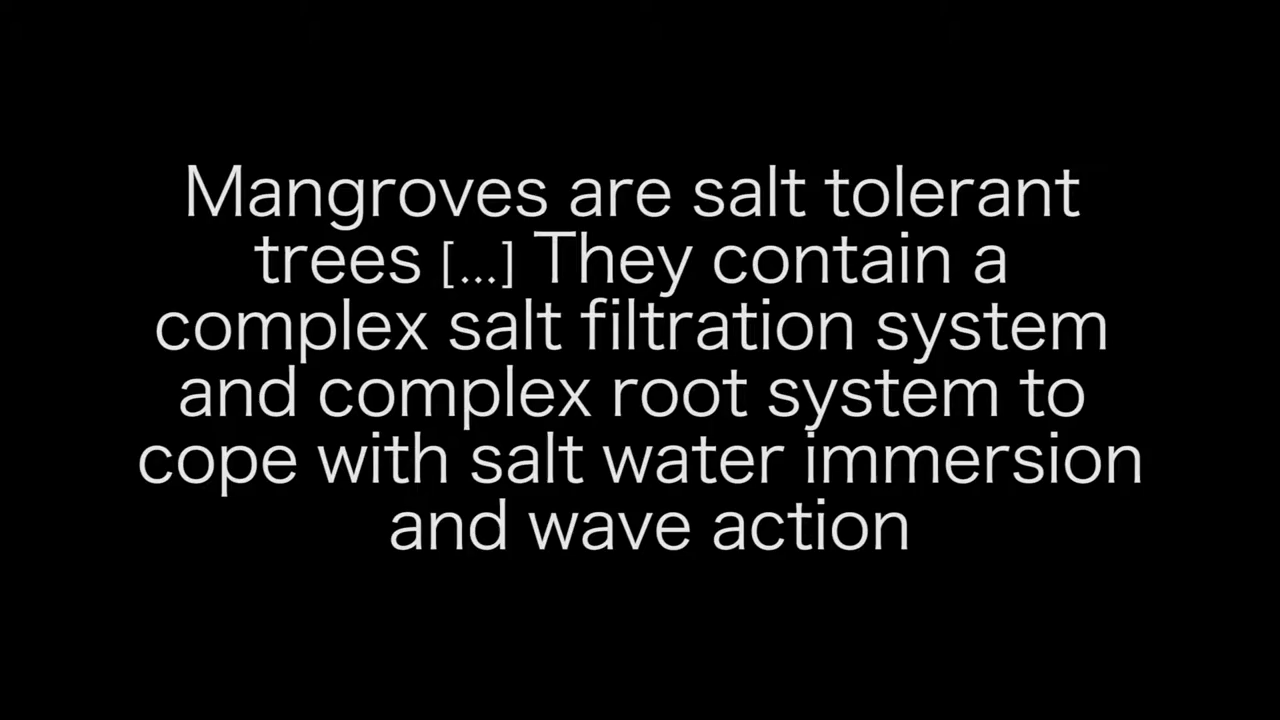 Mangroves are salt tolerant
trees [...] They contain a
complex salt filtration system
and complex root system to
cope with salt water immersion
and wave action